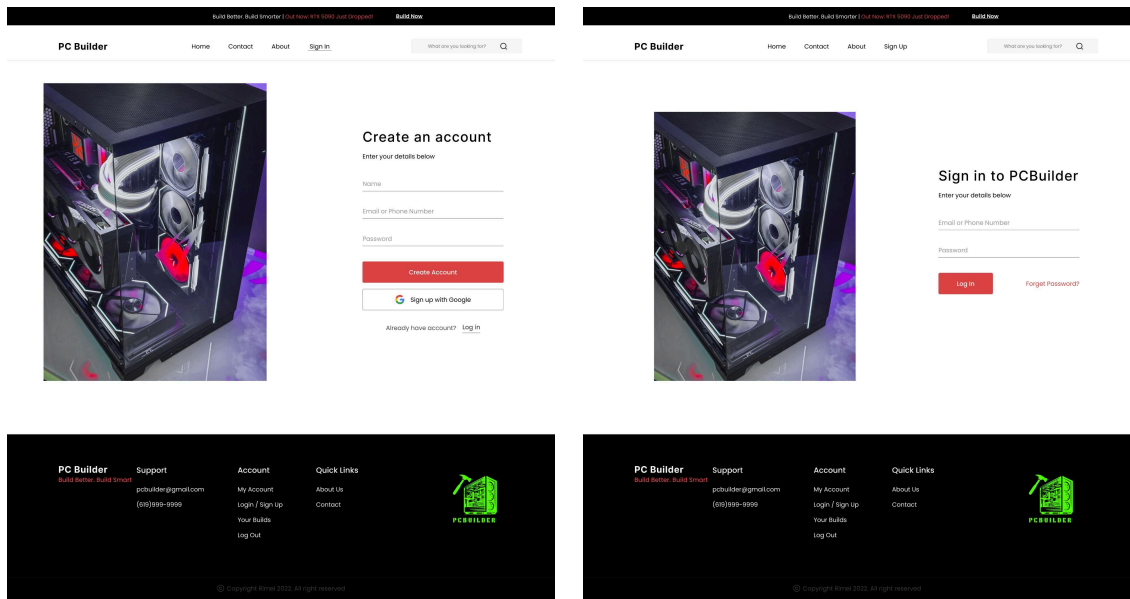 Build Better. Build Smarter | Out Now: RTX 5090 Just Dropped! Build Now
PC Builder Home Contact About Sign In What are you looking for?
Create an account
Enter your details below
Name
Email or Phone Number
Password
Create Account
Sign up with Google
Already have account? Log in
PC Builder
Build Better. Build Smart
Support
pcbuilder@gmail.com
(619)999-9999
Account
My Account
Login / Sign Up
Your Builds
Log Out
Quick Links
About Us
Contact
PCBUILDER
© Copyright Rimel 2022. All right reserved
Build Better. Build Smarter | Out Now: RTX 5090 Just Dropped! Build Now
PC Builder Home Contact About Sign Up What are you looking for?
Sign in to PCBuilder
Enter your details below
Email or Phone Number
Password
Log In Forget Password?
PC Builder
Build Better. Build Smart
Support
pcbuilder@gmail.com
(619)999-9999
Account
My Account
Login / Sign Up
Your Builds
Log Out
Quick Links
About Us
Contact
PCBUILDER
© Copyright Rimel 2022. All right reserved